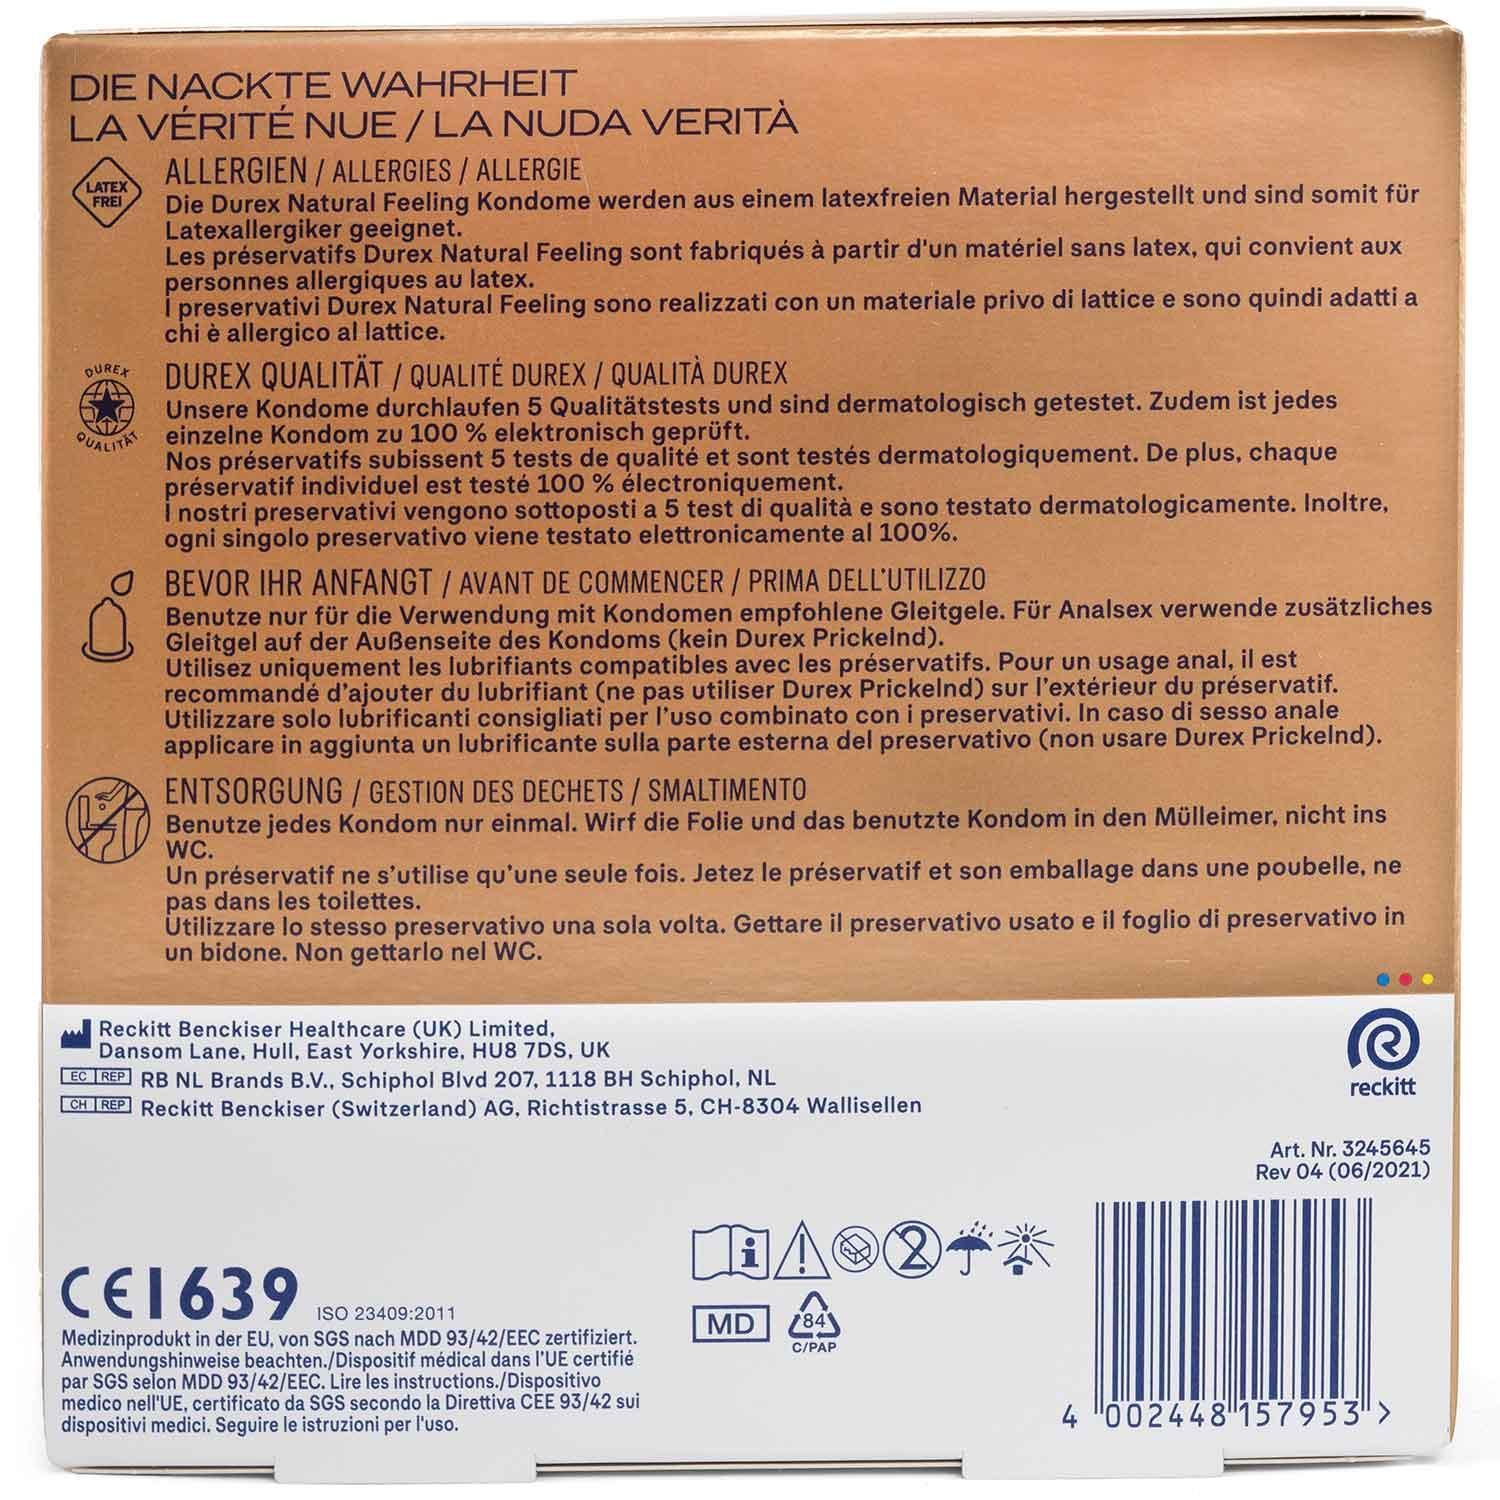 DIE NACKTE WAHRHEIT
LA VÉRITÉ NUE / LA NUDA VERITÀ
LATEX
FREI
ALLERGIEN / ALLERGIES / ALLERGIE
Die Durex Natural Feeling Kondome werden aus einem latexfreien Material hergestellt und sind somit für
Latexallergiker geeignet.
Les préservatifs Durex Natural Feeling sont fabriqués à partir d'un matériel sans latex, qui convient aux
personnes allergiques au latex.
I preservativi Durex Natural Feeling sono realizzati con un materiale privo di lattice e sono quindi adatti a
chi è allergico al lattice.
DUREX
QUALITÄT
DUREX QUALITÄT / QUALITÉ DUREX / QUALITÀ DUREX
Unsere Kondome durchlaufen 5 Qualitätstests und sind dermatologisch getestet. Zudem ist jedes
einzelne Kondom zu 100 % elektronisch geprüft.
Nos préservatifs subissent 5 tests de qualité et sont testés dermatologiquement. De plus, chaque
préservatif individuel est testé 100 % électroniquement.
I nostri preservativi vengono sottoposti a 5 test di qualità e sono testato dermatologicamente. Inoltre,
ogni singolo preservativo viene testato elettronicamente al 100%.
BEVOR IHR ANFANGT / AVANT DE COMMENCER / PRIMA DELL'UTILIZZO
Benutze nur für die Verwendung mit Kondomen empfohlene Gleitgele. Für Analsex verwende zusätzliches
Gleitgel auf der Außenseite des Kondoms (kein Durex Prickelnd).
Utilisez uniquement les lubrifiants compatibles avec les préservatifs. Pour un usage anal, il est
recommandé d'ajouter du lubrifiant (ne pas utiliser Durex Prickelnd) sur l'extérieur du préservatif.
Utilizzare solo lubrificanti consigliati per l'uso combinato con i preservativi. In caso di sesso anale
applicare in aggiunta un lubrificante sulla parte esterna del preservativo (non usare Durex Prickelnd).
ENTSORGUNG / GESTION DES DECHETS / SMALTIMENTO
Benutze jedes Kondom nur einmal. Wirf die Folie und das benutzte Kondom in den Mülleimer, nicht ins
WC.
Un préservatif ne s'utilise qu'une seule fois. Jetez le préservatif et son emballage dans une poubelle, ne
pas dans les toilettes.
Utilizzare lo stesso preservativo una sola volta. Gettare il preservativo usato e il foglio di preservativo in
un bidone. Non gettarlo nel WC.
Reckitt Benckiser Healthcare (UK) Limited,
Dansom Lane, Hull, East Yorkshire, HU8 7DS, UK
EC REP RB NL Brands B.V., Schiphol Blvd 207, 1118 BH Schiphol, NL
CH REP Reckitt Benckiser (Switzerland) AG, Richtistrasse 5, CH-8304 Wallisellen
reckitt
Art. Nr. 3245645
Rev 04 (06/2021)
CE1639 ISO 23409:2011
Medizinprodukt in der EU, von SGS nach MDD 93/42/EEC zertifiziert.
Anwendungshinweise beachten./Dispositif médical dans l'UE certifié
par SGS selon MDD 93/42/EEC. Lire les instructions./Dispositivo
medico nell'UE, certificato da SGS secondo la Direttiva CEE 93/42 sui
dispositivi medici. Seguire le istruzioni per l'uso.
i ! 2
MD 84
C/PAP
4 002448 157953 >